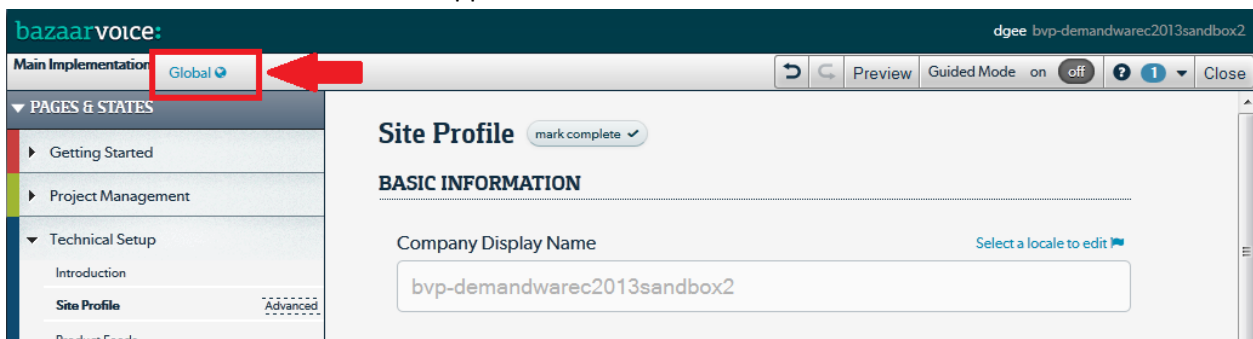 bazaarvoice:
dgee bvp-demandwarec2013sandbox2
Main Implementation Global
Preview Guided Mode on off ? 1 Close
PAGES & STATES
Getting Started
Project Management
Technical Setup
Introduction
Site Profile Advanced
Site Profile mark complete ✓
BASIC INFORMATION
Company Display Name Select a locale to edit
bvp-demandwarec2013sandbox2